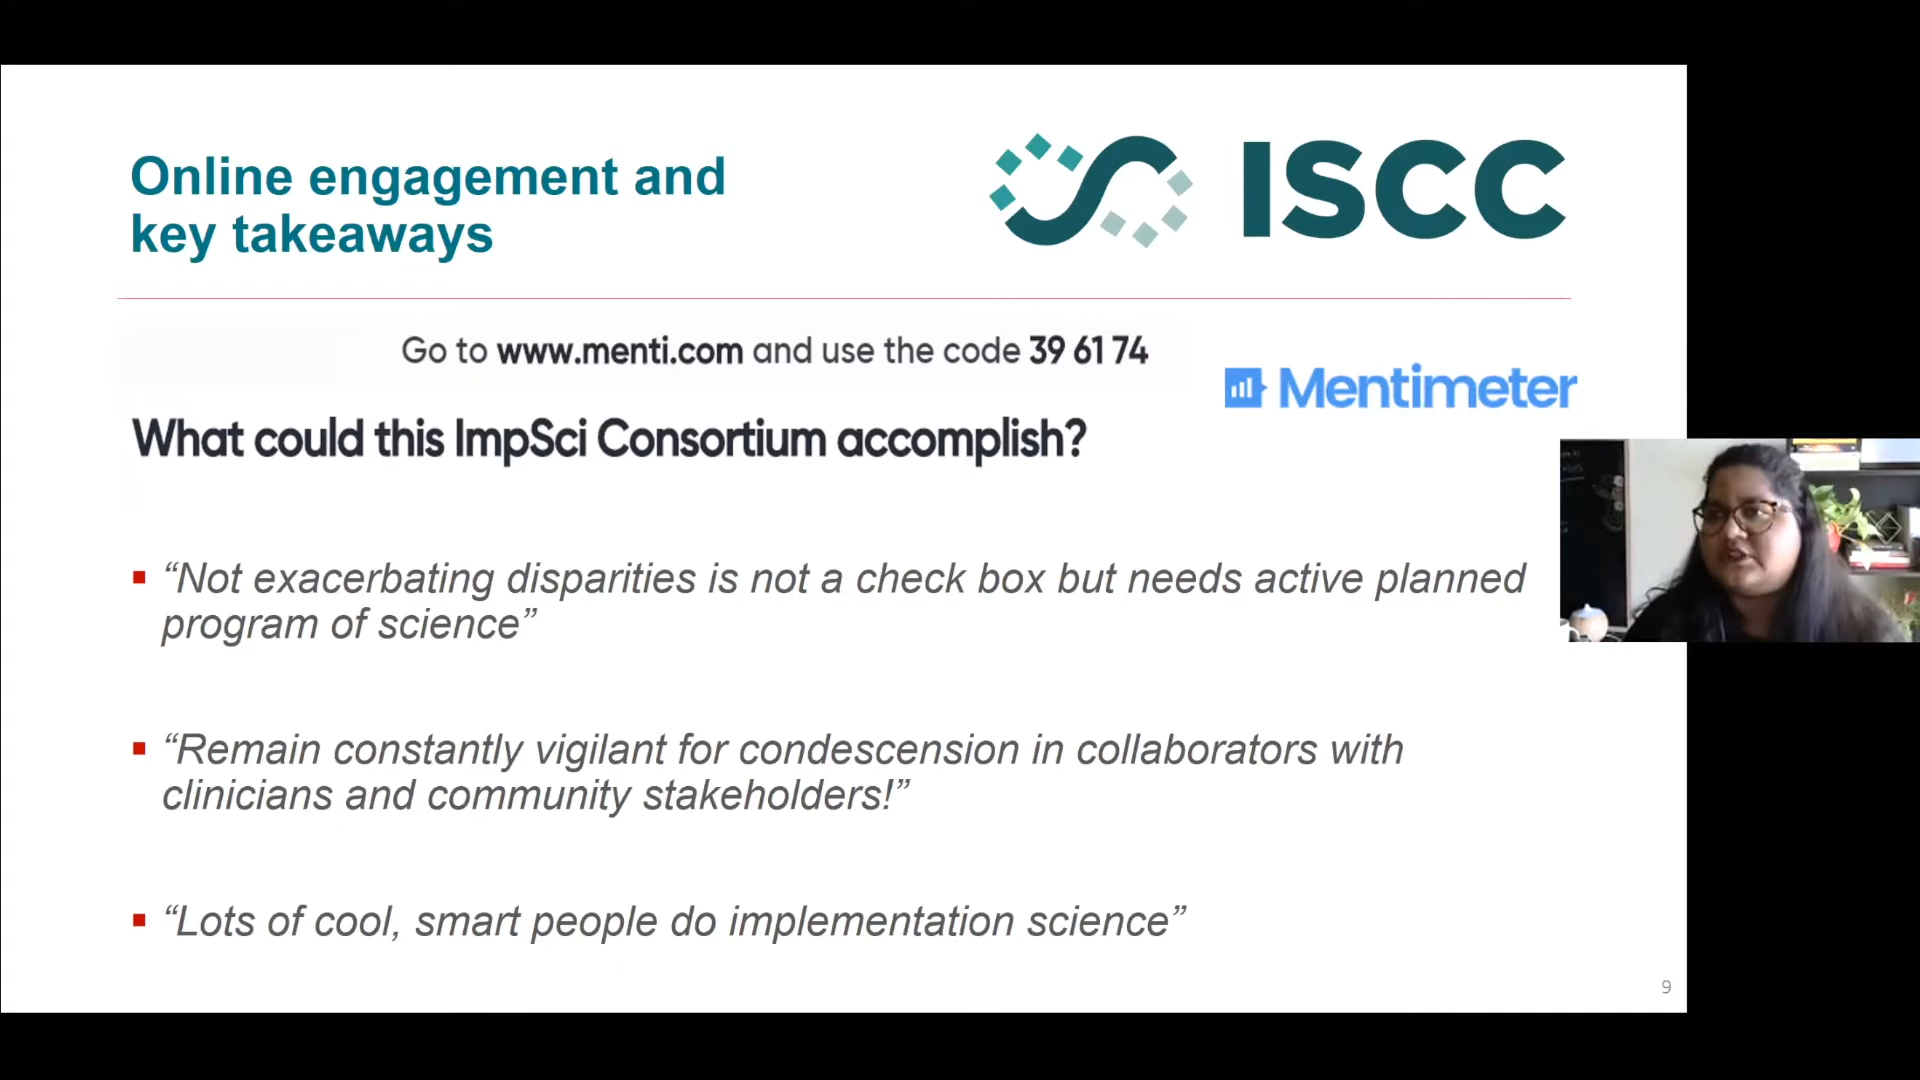 Online engagement and
key takeaways
ISCC
Go to www.menti.com and use the code 39 61 74
Mentimeter
What could this ImpSci Consortium accomplish?
“Not exacerbating disparities is not a check box but needs active planned
program of science”
“Remain constantly vigilant for condescension in collaborators with
clinicians and community stakeholders!”
“Lots of cool, smart people do implementation science”
9